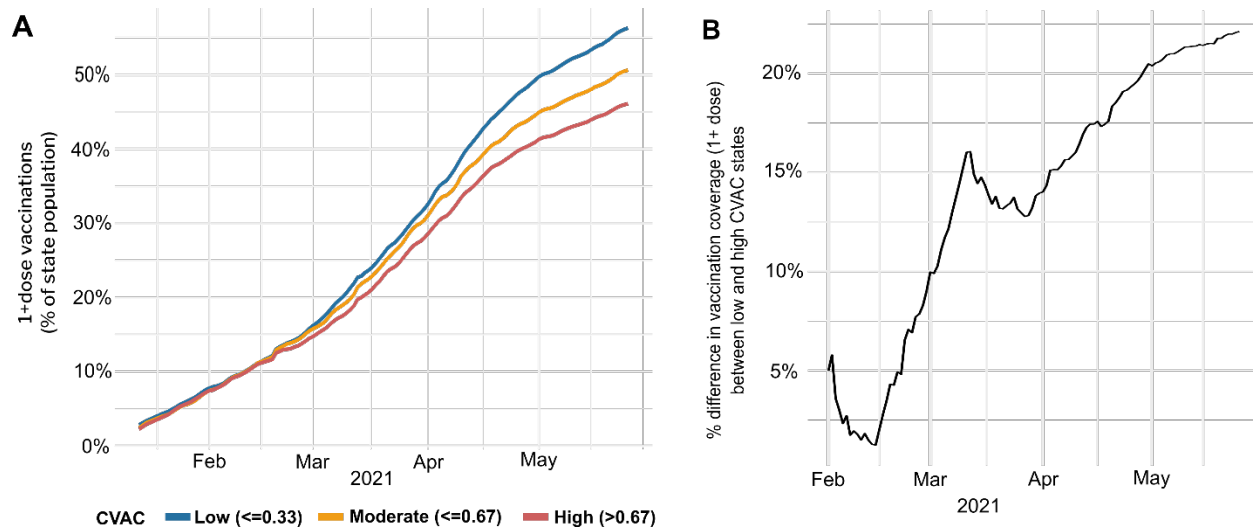 A
1+dose vaccinations
(% of state population)
50%
40%
30%
20%
10%
0%
Feb
Mar
Apr
May
2021
CVAC
Low (<=0.33)
Moderate (<=0.67)
High (>0.67)
B
% difference in vaccination coverage (1+ dose)
between low and high CVAC states
20%
15%
10%
5%
Feb
Mar
Apr
May
2021